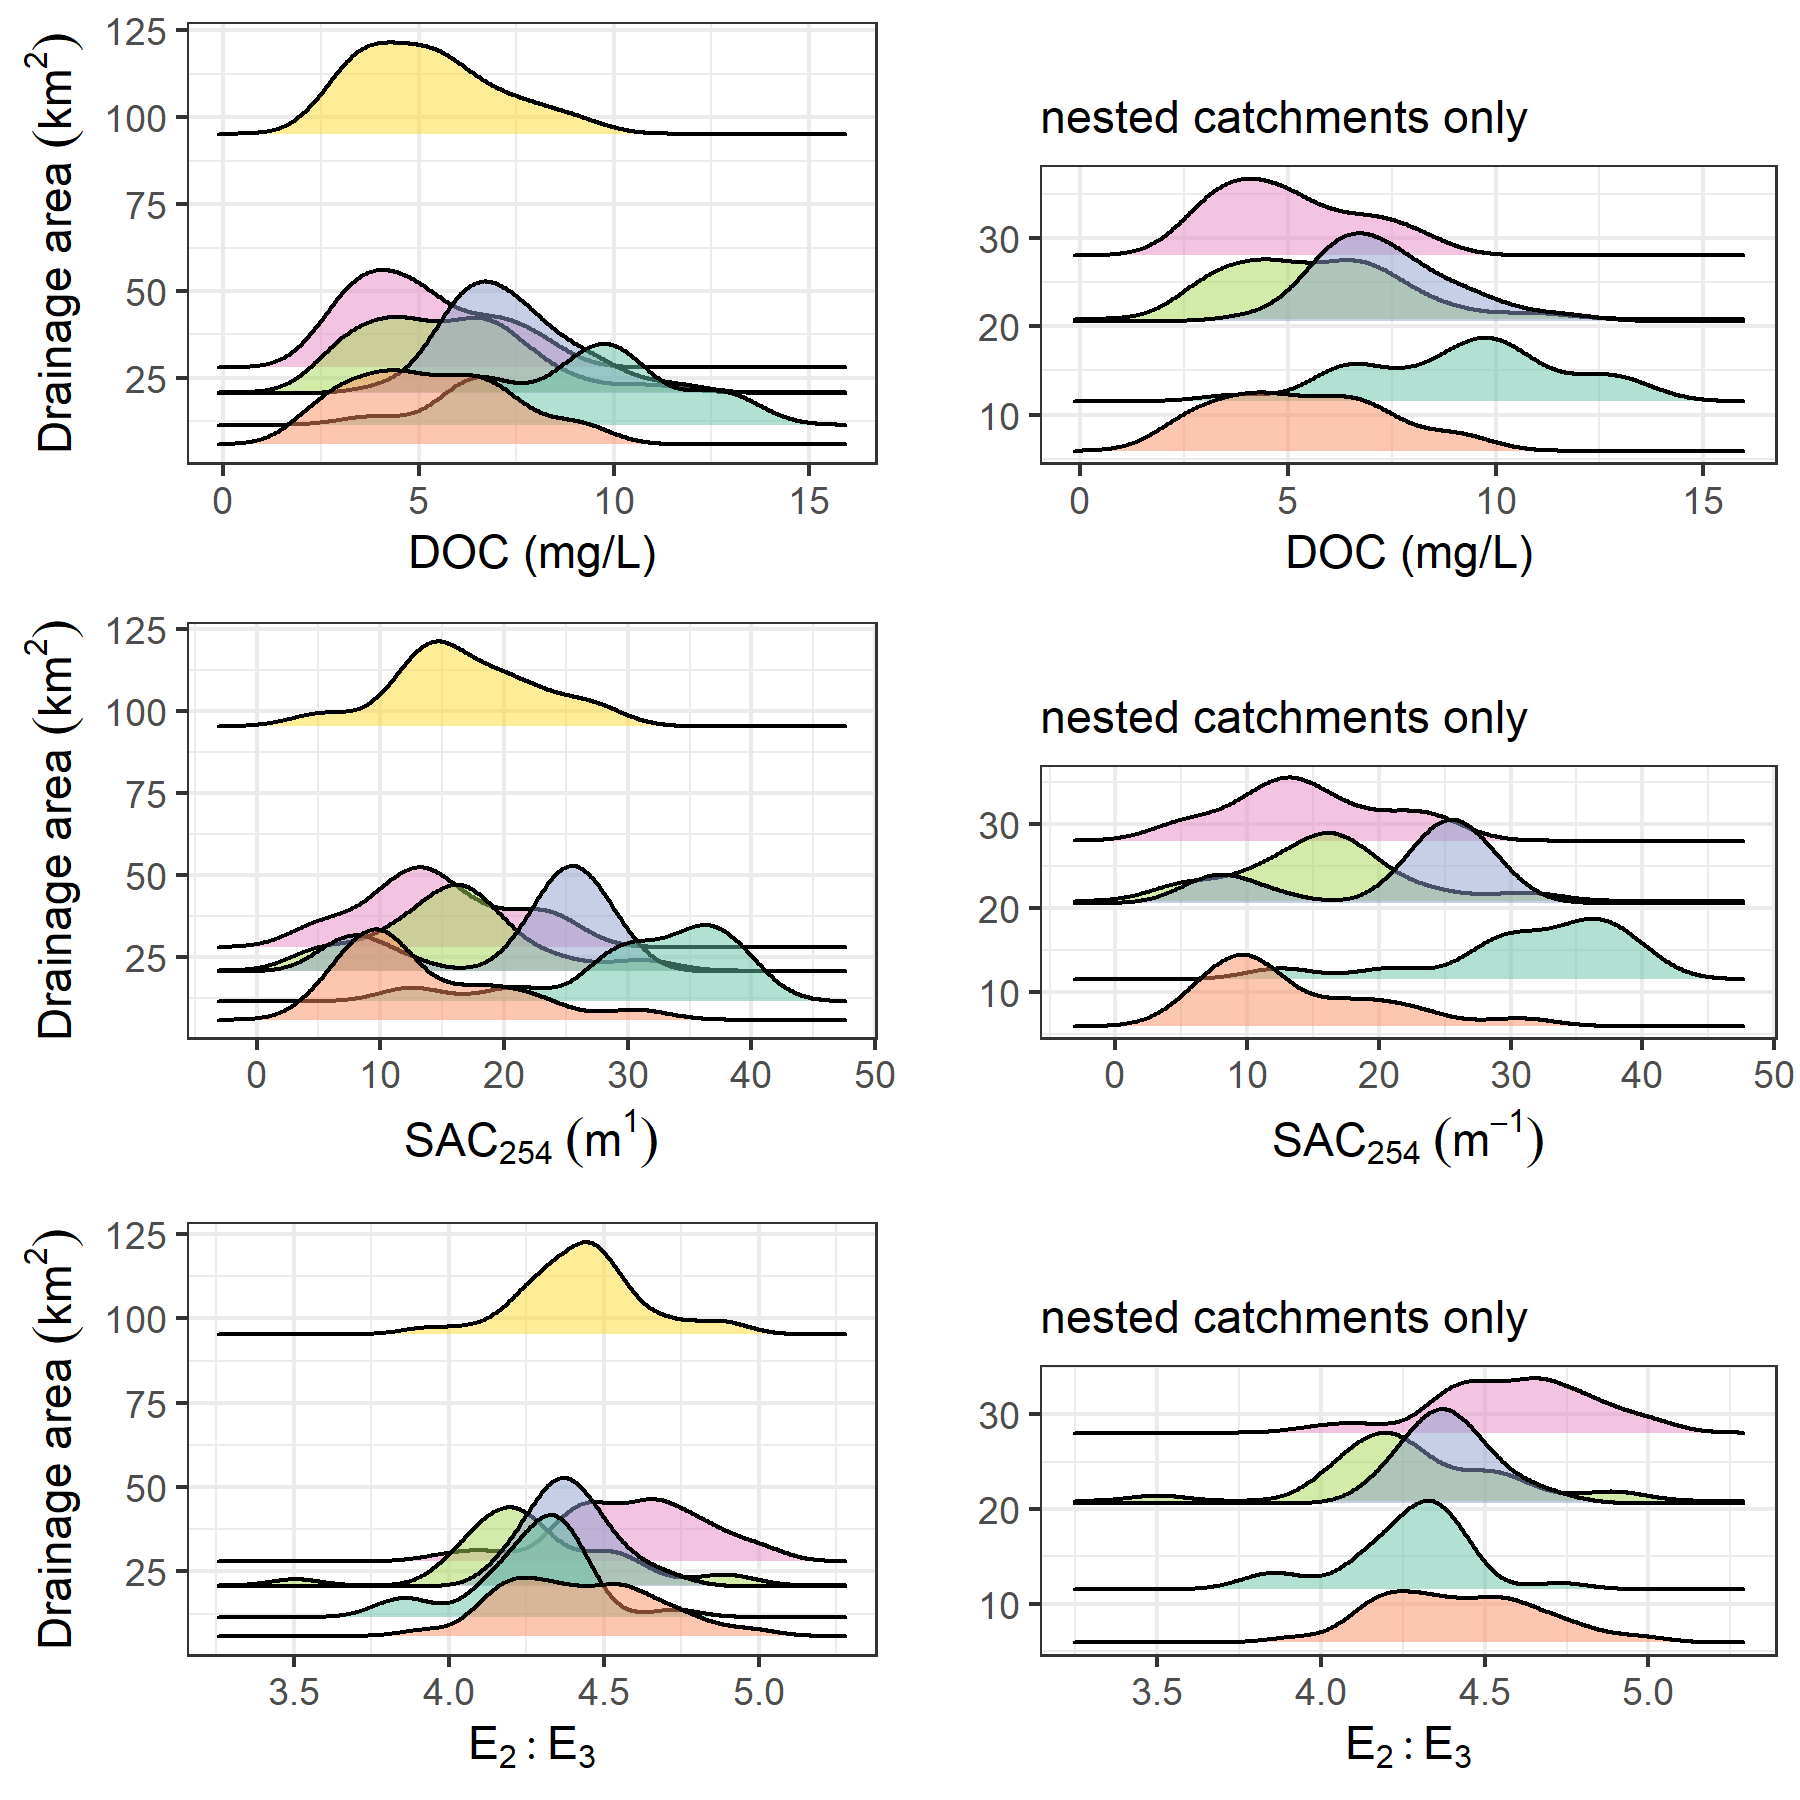 125
100
75
50
25
Drainage area (km²)
0 5 10 15
DOC (mg/L)
nested catchments only
30
20
10
0 5 10 15
DOC (mg/L)
125
100
75
50
25
Drainage area (km²)
0 10 20 30 40 50
SAC₂₅₄ (m¹)
nested catchments only
30
20
10
0 10 20 30 40 50
SAC₂₅₄ (m⁻¹)
125
100
75
50
25
Drainage area (km²)
3.5 4.0 4.5 5.0
E₂ : E₃
nested catchments only
30
20
10
3.5 4.0 4.5 5.0
E₂ : E₃